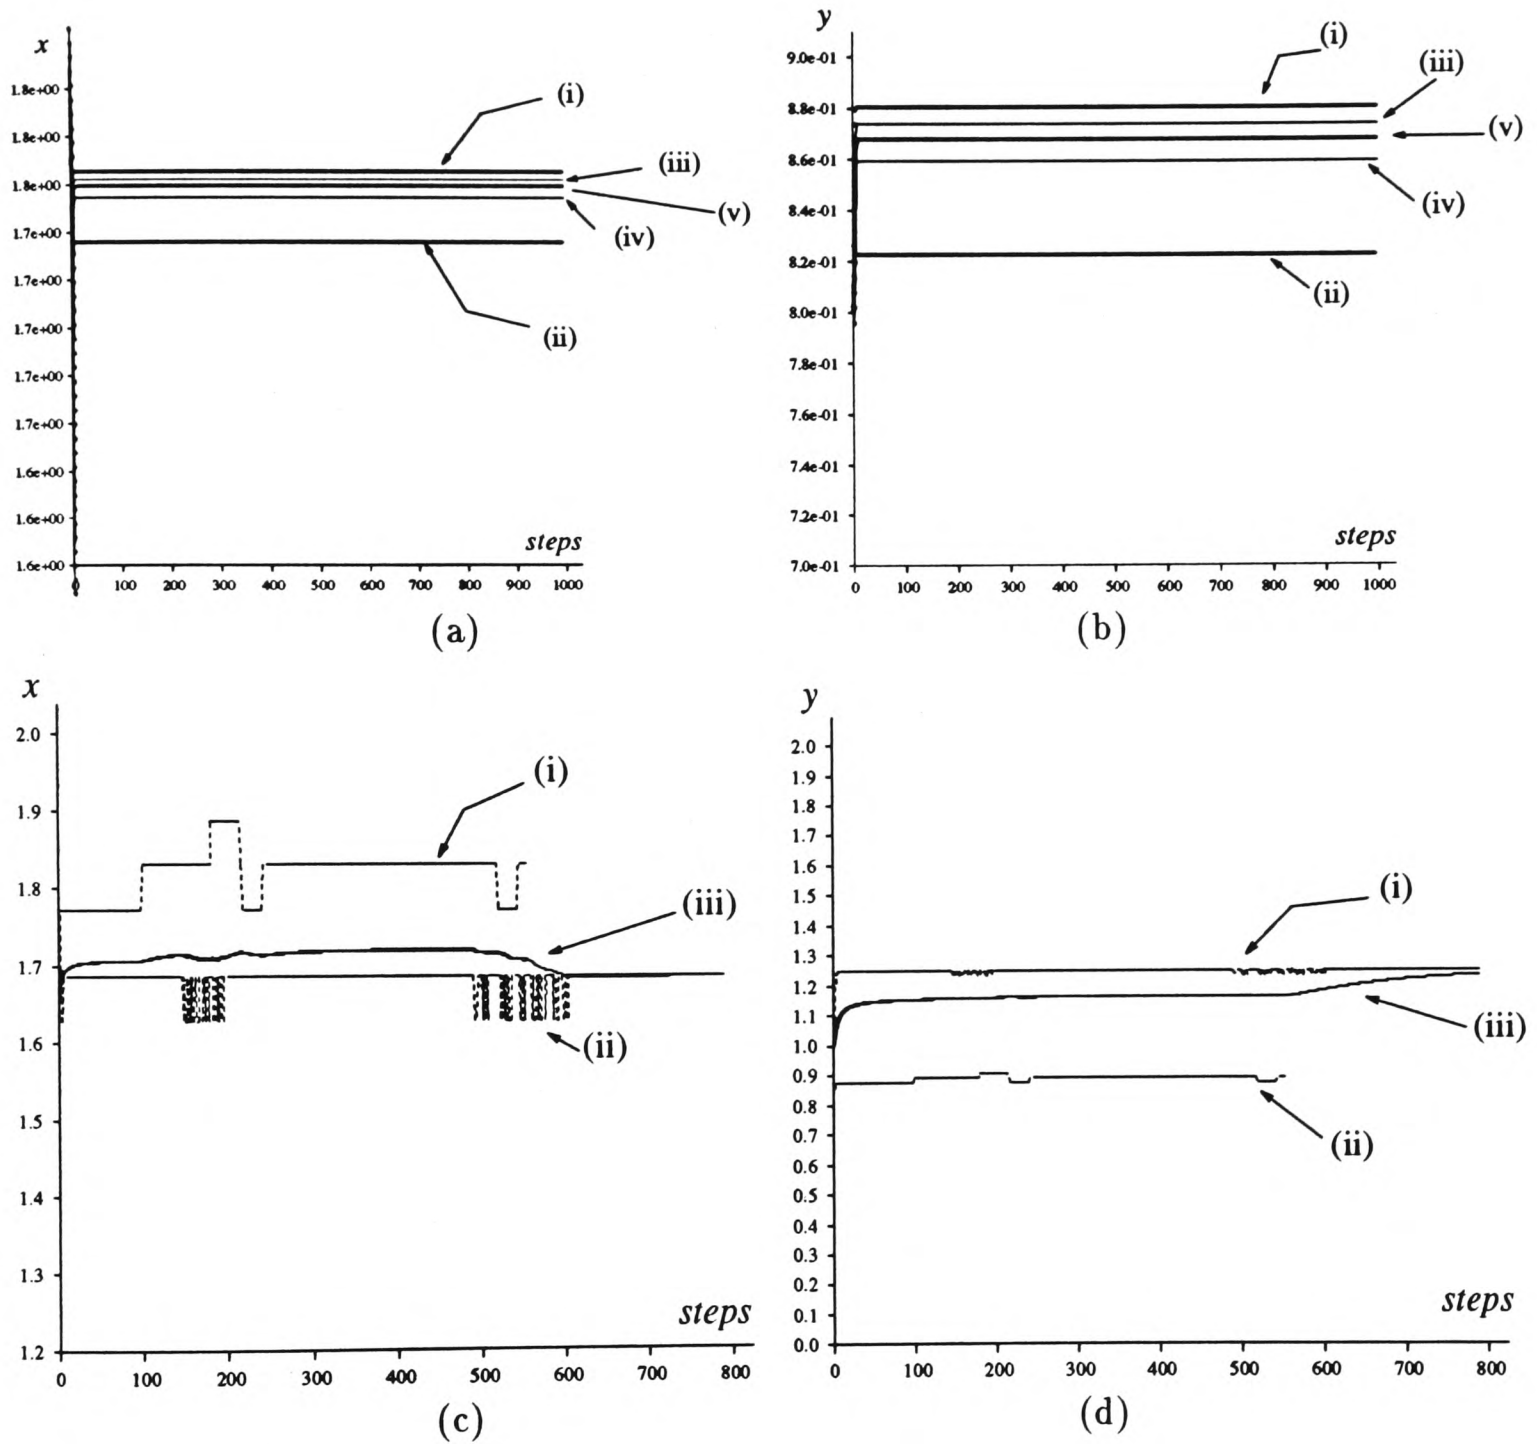 x
1.8e+00
1.8e+00
1.8e+00
1.7e+00
1.7e+00
1.7e+00
1.7e+00
1.7e+00
1.6e+00
1.6e+00
1.6e+00
(i)
(iii)
(v)
(iv)
(ii)
steps
0 100 200 300 400 500 600 700 800 900 1000
(a)
y
9.0e-01
8.8e-01
8.6e-01
8.4e-01
8.2e-01
8.0e-01
7.8e-01
7.6e-01
7.4e-01
7.2e-01
7.0e-01
(i)
(iii)
(v)
(iv)
(ii)
steps
0 100 200 300 400 500 600 700 800 900 1000
(b)
x
2.0
1.9
1.8
1.7
1.6
1.5
1.4
1.3
1.2
(i)
(iii)
(ii)
steps
0 100 200 300 400 500 600 700 800
(c)
y
2.0
1.9
1.8
1.7
1.6
1.5
1.4
1.3
1.2
1.1
1.0
0.9
0.8
0.7
0.6
0.5
0.4
0.3
0.2
0.1
0.0
(i)
(iii)
(ii)
steps
0 100 200 300 400 500 600 700 800
(d)